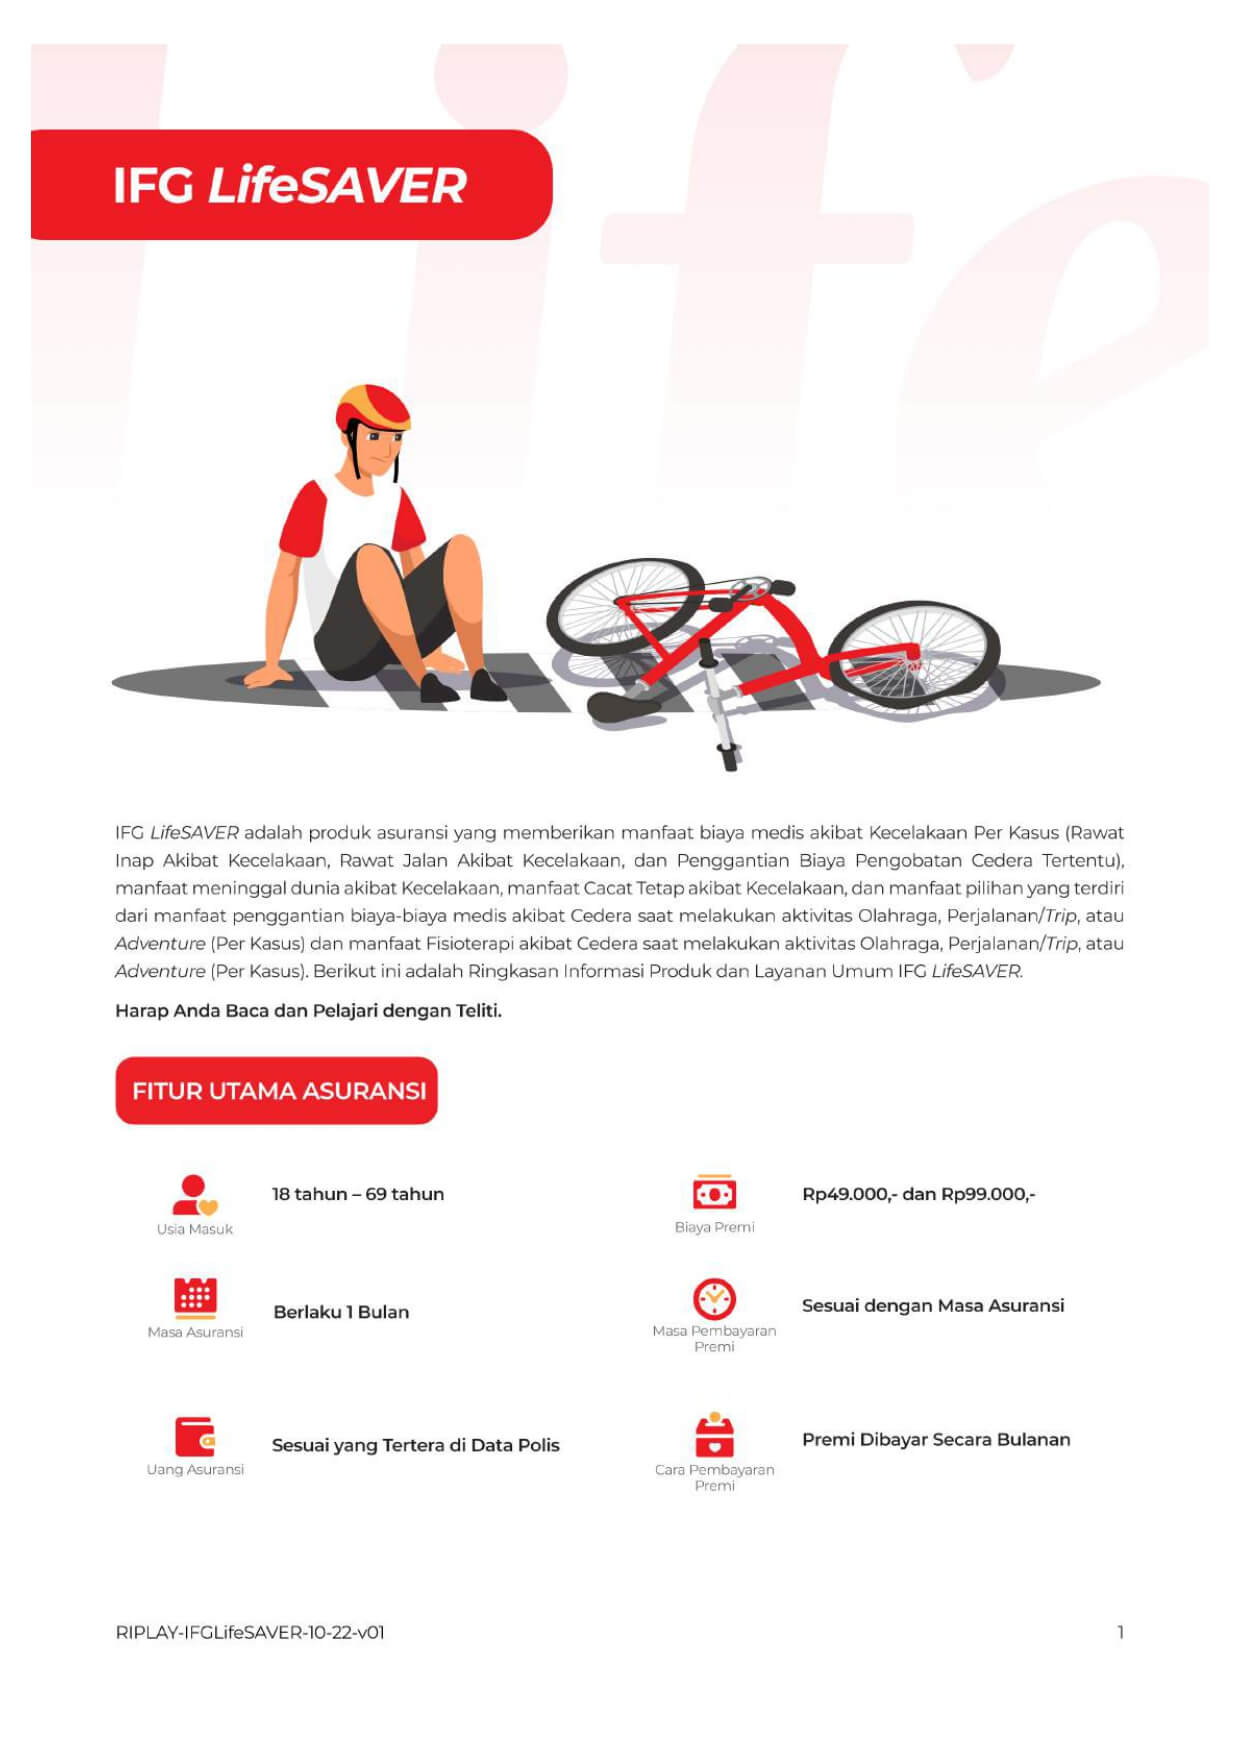 Life
IFG LifeSAVER
IFG LifeSAVER adalah produk asuransi yang memberikan manfaat biaya medis akibat Kecelakaan Per Kasus (Rawat
Inap Akibat Kecelakaan, Rawat Jalan Akibat Kecelakaan, dan Penggantian Biaya Pengobatan Cedera Tertentu),
manfaat meninggal dunia akibat Kecelakaan, manfaat Cacat Tetap akibat Kecelakaan, dan manfaat pilihan yang terdiri
dari manfaat penggantian biaya-biaya medis akibat Cedera saat melakukan aktivitas Olahraga, Perjalanan/Trip, atau
Adventure (Per Kasus) dan manfaat Fisioterapi akibat Cedera saat melakukan aktivitas Olahraga, Perjalanan/Trip, atau
Adventure (Per Kasus). Berikut ini adalah Ringkasan Informasi Produk dan Layanan Umum IFG LifeSAVER.
Harap Anda Baca dan Pelajari dengan Teliti.
FITUR UTAMA ASURANSI
18 tahun – 69 tahun
Usia Masuk
Rp49.000,- dan Rp99.000,-
Biaya Premi
Berlaku 1 Bulan
Masa Asuransi
Sesuai dengan Masa Asuransi
Masa Pembayaran
Premi
Sesuai yang Tertera di Data Polis
Uang Asuransi
Premi Dibayar Secara Bulanan
Cara Pembayaran
Premi
RIPLAY-IFGLifeSAVER-10-22-v01
1